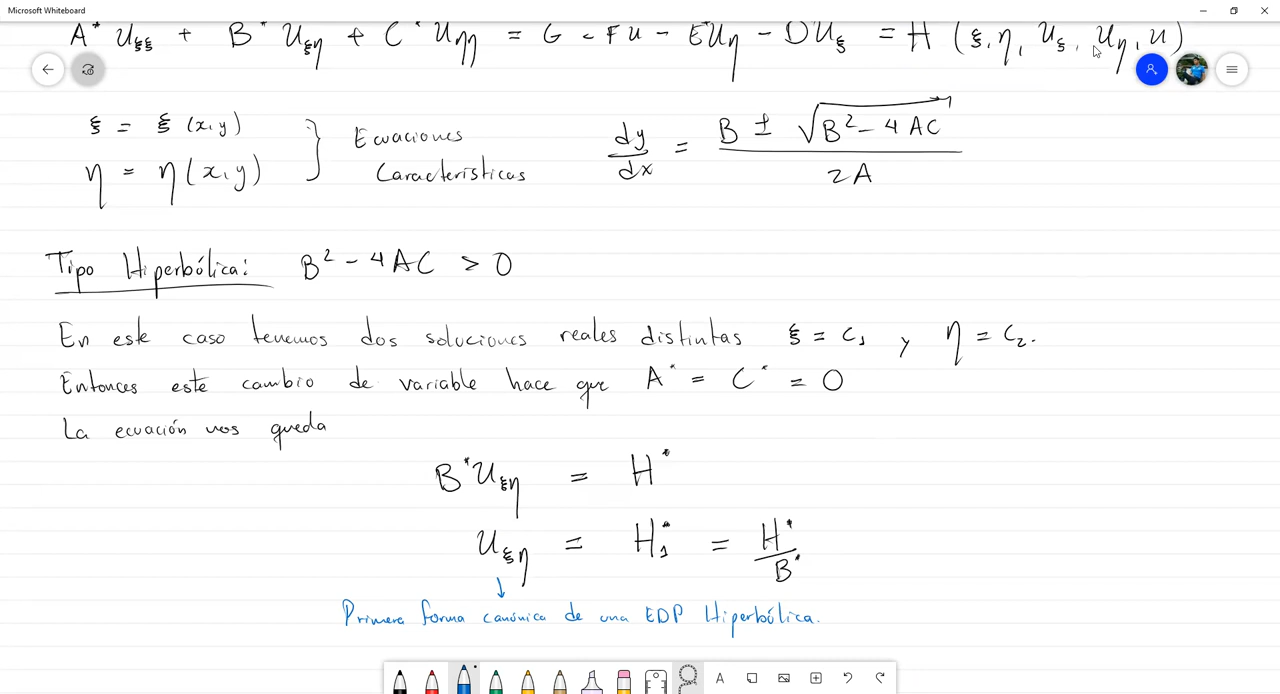 Microsoft Whiteboard
A* U_ξξ + B* U_ξη + C* U_ηη = G - FU - EU_η - DU_ξ = H (ξ, η, U_ξ, U_η, U)
ξ = ξ (x,y)
η = η (x,y)
Ecuaciones
Características
dy/dx = (B ± √(B² - 4AC)) / 2A
Tipo Hiperbólica: B² - 4AC > 0
En este caso tenemos dos soluciones reales distintas ξ = C₁ y η = C₂.
Entonces este cambio de variable hace que A* = C* = 0
La ecuación nos queda
B* U_ξη = H*
U_ξη = H₁* = H*/B*
Primera forma canónica de una EDP Hiperbólica.
A